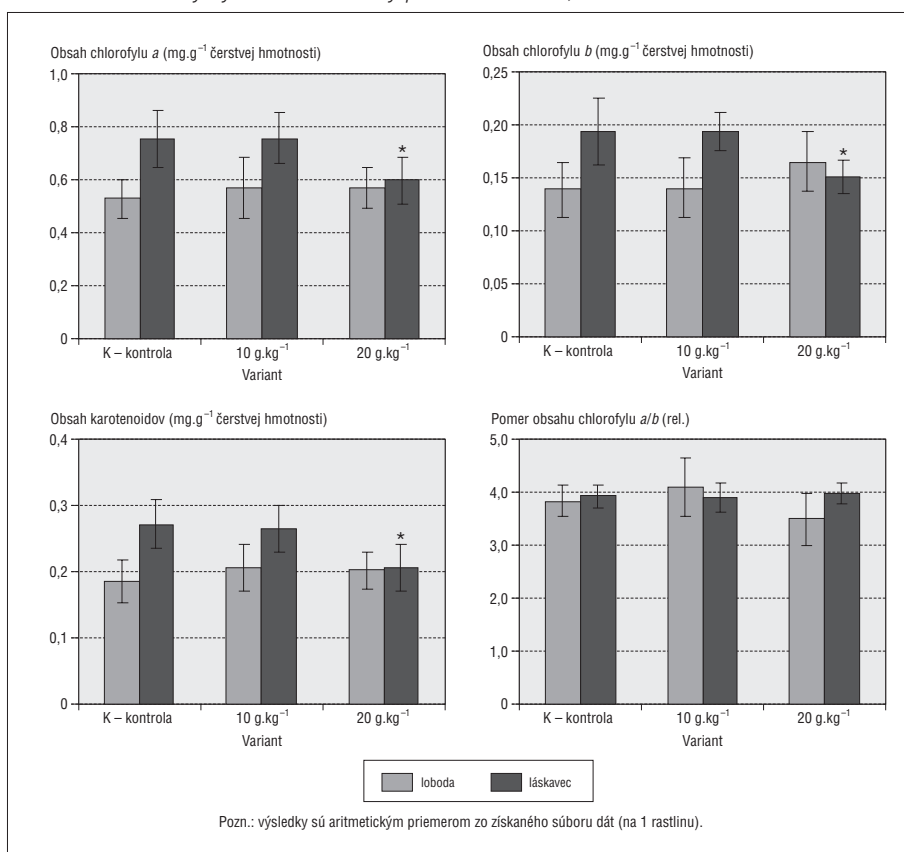 Obsah chlorofylu a (mg.g⁻¹ čerstvej hmotnosti)
1,0
0,8
0,6
0,4
0,2
0
*
K – kontrola
10 g.kg⁻¹
20 g.kg⁻¹
Variant
Obsah chlorofylu b (mg.g⁻¹ čerstvej hmotnosti)
0,25
0,20
0,15
0,10
0,05
0
*
K – kontrola
10 g.kg⁻¹
20 g.kg⁻¹
Variant
Obsah karotenoidov (mg.g⁻¹ čerstvej hmotnosti)
0,4
0,3
0,2
0,1
0
*
K – kontrola
10 g.kg⁻¹
20 g.kg⁻¹
Variant
Pomer obsahu chlorofylu a/b (rel.)
5,0
4,0
3,0
2,0
1,0
0
K – kontrola
10 g.kg⁻¹
20 g.kg⁻¹
Variant
loboda
láskavec
Pozn.: výsledky sú aritmetickým priemerom zo získaného súboru dát (na 1 rastlinu).